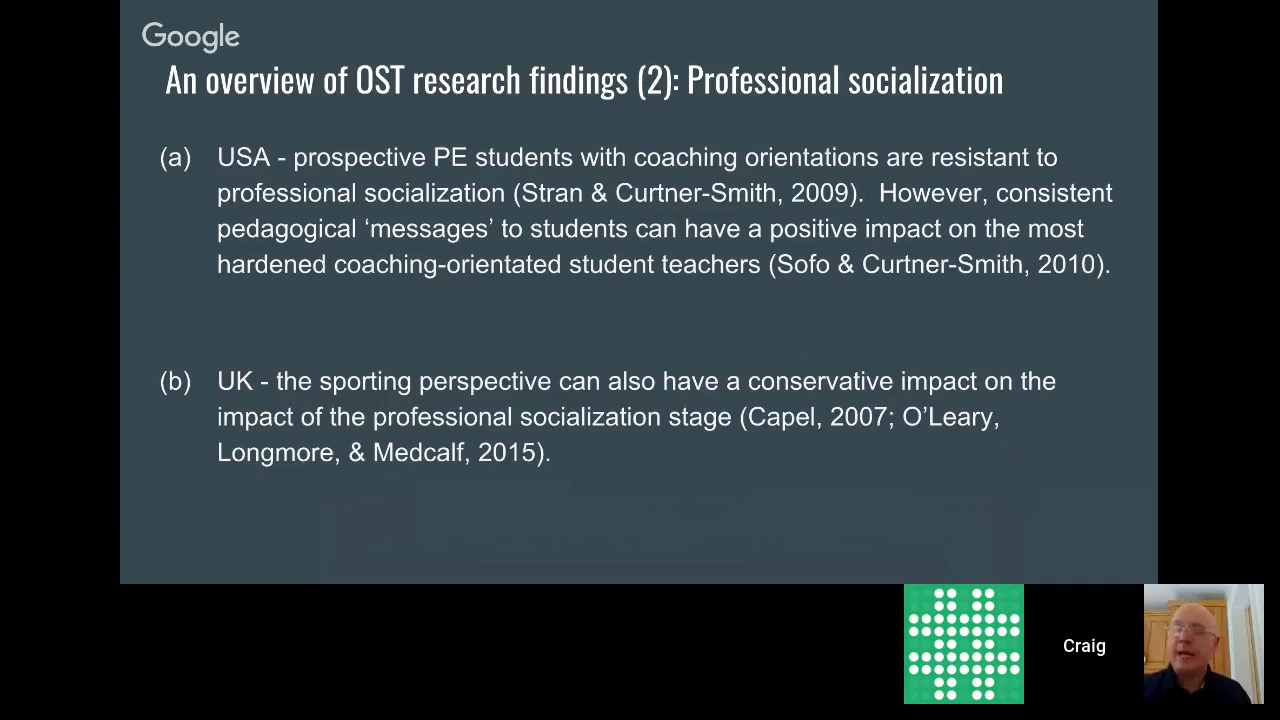 Google
An overview of OST research findings (2): Professional socialization
(a) USA - prospective PE students with coaching orientations are resistant to
professional socialization (Stran & Curtner-Smith, 2009). However, consistent
pedagogical ‘messages’ to students can have a positive impact on the most
hardened coaching-orientated student teachers (Sofo & Curtner-Smith, 2010).
(b) UK - the sporting perspective can also have a conservative impact on the
impact of the professional socialization stage (Capel, 2007; O’Leary,
Longmore, & Medcalf, 2015).
Craig